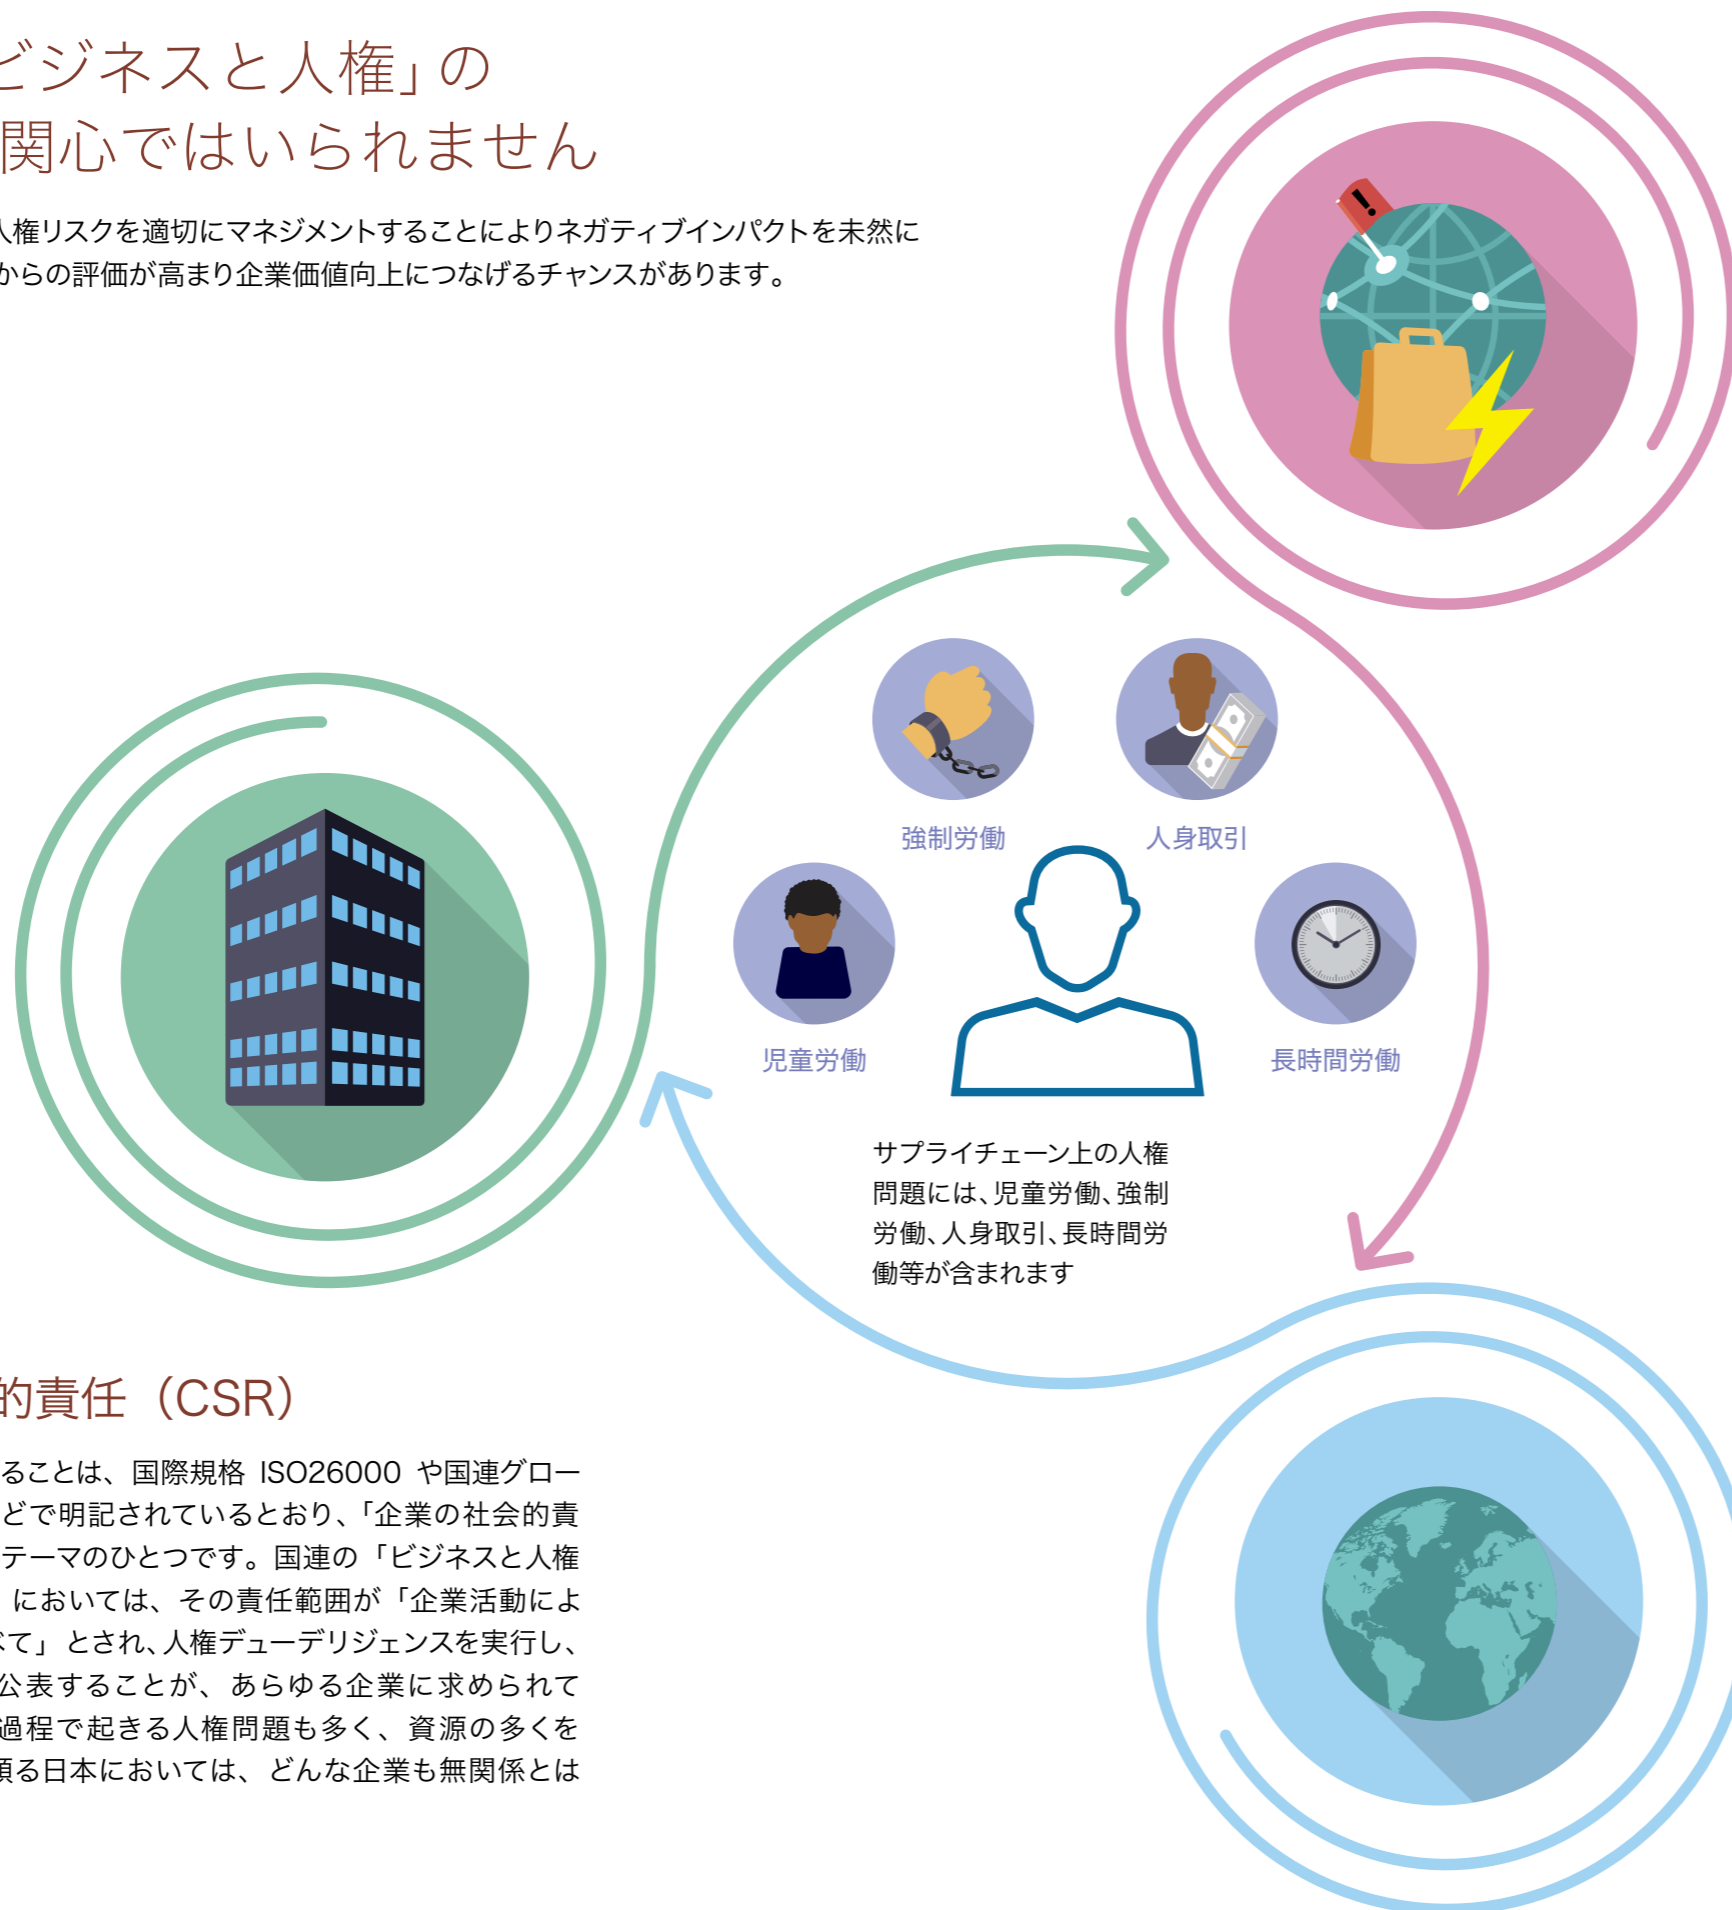 ビジネスと人権」の
関心ではいられません
人権リスクを適切にマネジメントすることによりネガティブインパクトを未然に
からの評価が高まり企業価値向上につなげるチャンスがあります。
強制労働
人身取引
児童労働
長時間労働
サプライチェーン上の人権
問題には、児童労働、強制
労働、人身取引、長時間労
働等が含まれます
的責任（CSR）
ることは、国際規格 ISO26000 や国連グロー
どで明記されているとおり、「企業の社会的責
テーマのひとつです。国連の「ビジネスと人権
」においては、その責任範囲が「企業活動によ
べて」とされ、人権デューデリジェンスを実行し、
公表することが、あらゆる企業に求められて
過程で起きる人権問題も多く、資源の多くを
頼る日本においては、どんな企業も無関係とは